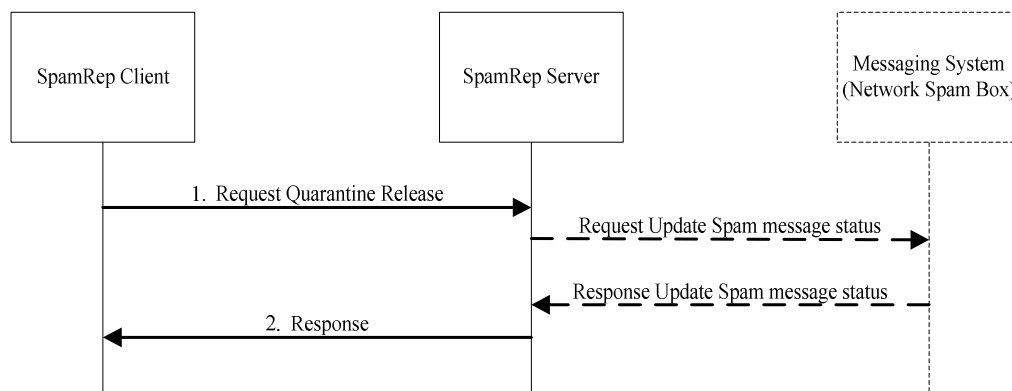 SpamRep Client
SpamRep Server
Messaging System
(Network Spam Box)
1. Request Quarantine Release
Request Update Spam message status
Response Update Spam message status
2. Response